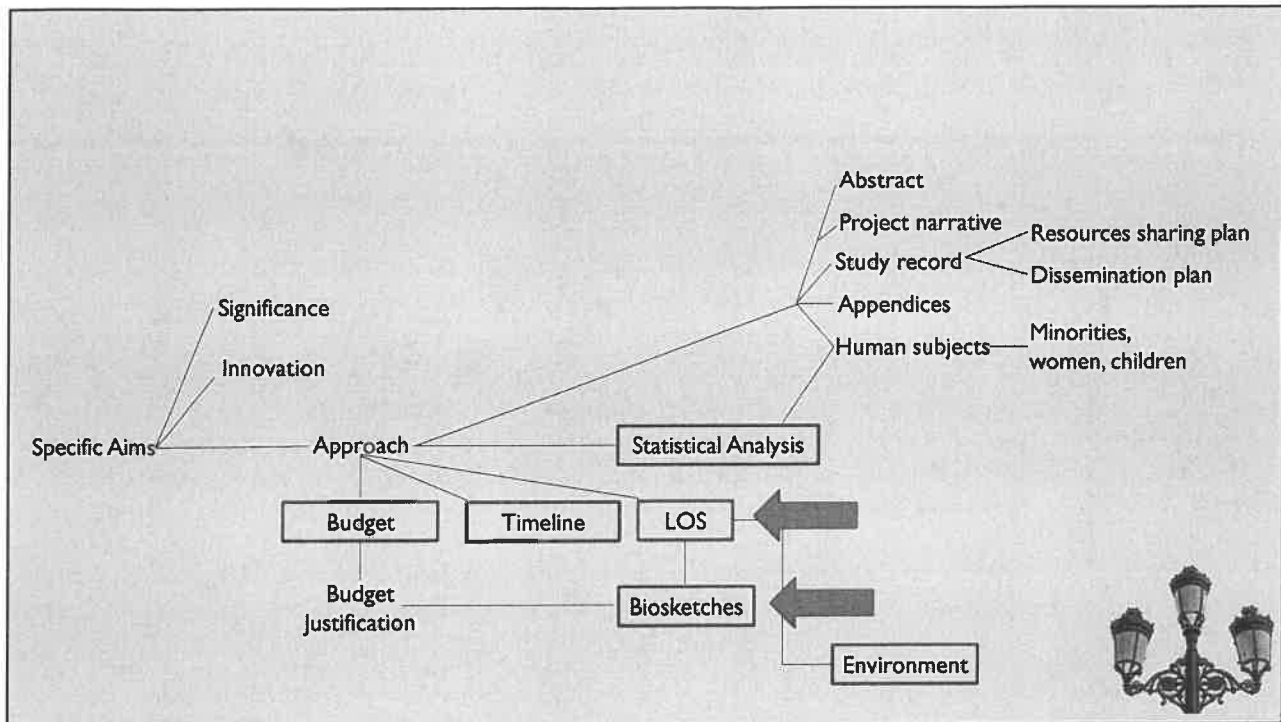 Abstract
Project narrative
Resources sharing plan
Study record
Dissemination plan
Significance
Appendices
Human subjects
Minorities,
women, children
Innovation
Specific Aims
Approach
Statistical Analysis
Budget
Timeline
LOS
Budget
Justification
Biosketches
Environment